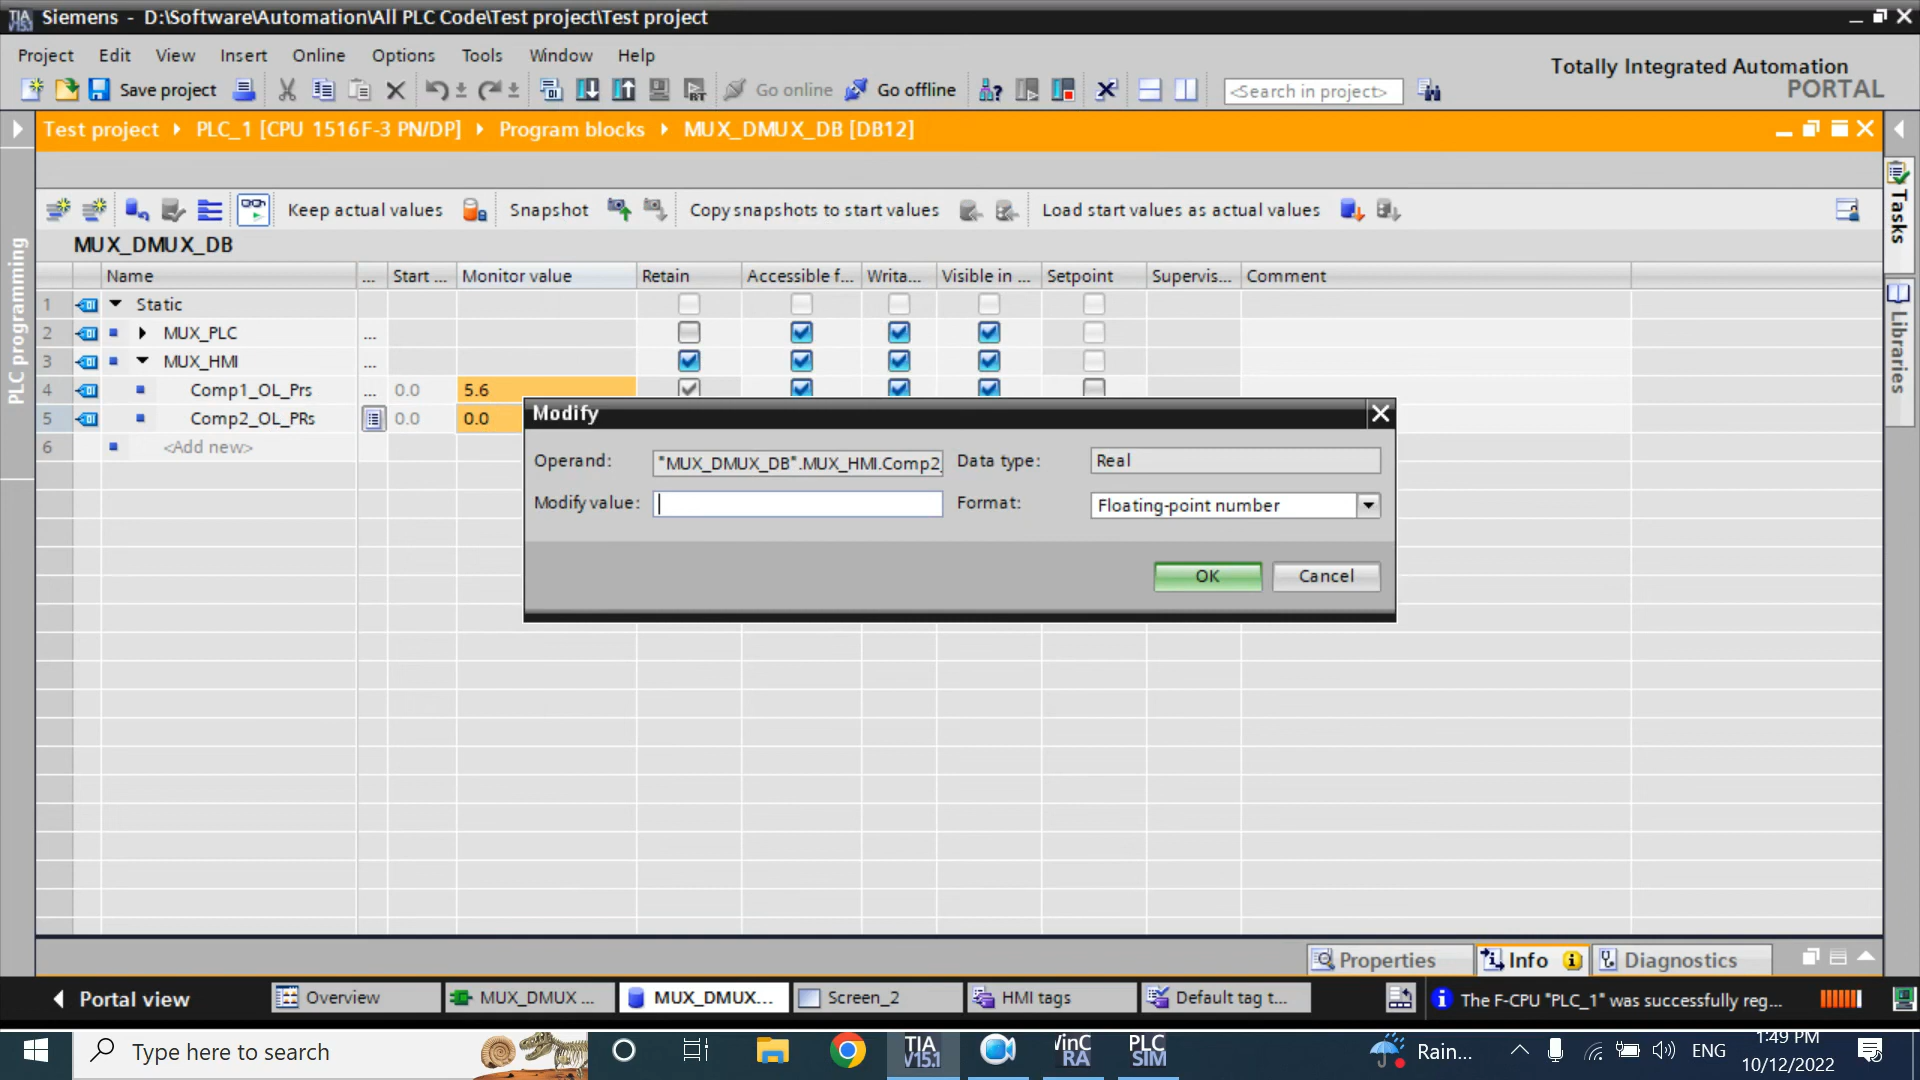 TIA V15.1 Siemens - D:\Software\Automation\All PLC Code\Test project\Test project
Project Edit View Insert Online Options Tools Window Help
Totally Integrated Automation
PORTAL
Save project Go online Go offline <Search in project>
Test project PLC_1 [CPU 1516F-3 PN/DP] Program blocks MUX_DMUX_DB [DB12]
Keep actual values Snapshot Copy snapshots to start values Load start values as actual values
MUX_DMUX_DB
Name ... Start ... Monitor value Retain Accessible f... Writa... Visible in ... Setpoint Supervis... Comment
1 Static
2 MUX_PLC ...
3 MUX_HMI ...
4 Comp1_OL_Prs ... 0.0 5.6
5 Comp2_OL_PRs 0.0 0.0
6 <Add new>
Modify
Operand: "MUX_DMUX_DB".MUX_HMI.Comp2_ Data type: Real
Modify value: Format: Floating-point number
OK Cancel
PLC programming
Tasks
Libraries
Properties Info Diagnostics
Portal view Overview MUX_DMUX ... MUX_DMUX... Screen_2 HMI tags Default tag t... The F-CPU "PLC_1" was successfully reg...
Type here to search
TIA V15.1
WinC RA
PLC SIM
Rain... ENG
1:49 PM
10/12/2022